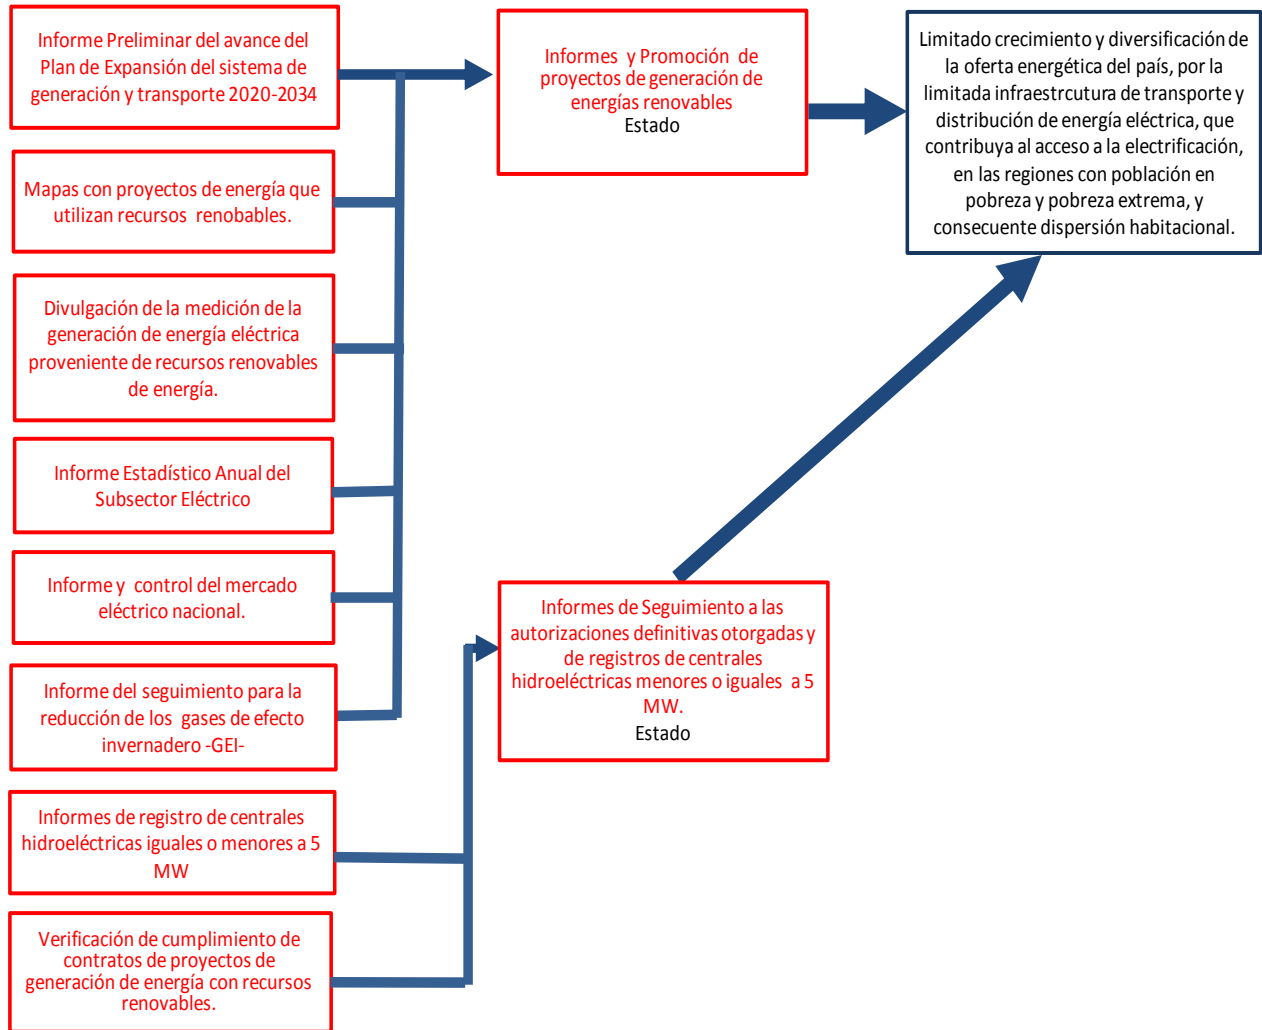 Informe Preliminar del avance del
Plan de Expansión del sistema de
generación y transporte 2020-2034
Mapas con proyectos de energía que
utilizan recursos renobables.
Divulgación de la medición de la
generación de energía eléctrica
proveniente de recursos renovables
de energía.
Informe Estadístico Anual del
Subsector Eléctrico
Informe y control del mercado
eléctrico nacional.
Informe del seguimiento para la
reducción de los gases de efecto
invernadero -GEI-
Informes de registro de centrales
hidroeléctricas iguales o menores a 5
MW
Verificación de cumplimiento de
contratos de proyectos de
generación de energía con recursos
renovables.
Informes y Promoción de
proyectos de generación de
energías renovables
Estado
Informes de Seguimiento a las
autorizaciones definitivas otorgadas y
de registros de centrales
hidroeléctricas menores o iguales a 5
MW.
Estado
Limitado crecimiento y diversificación de
la oferta energética del país, por la
limitada infraestrcutura de transporte y
distribución de energía eléctrica, que
contribuya al acceso a la electrificación,
en las regiones con población en
pobreza y pobreza extrema, y
consecuente dispersión habitacional.